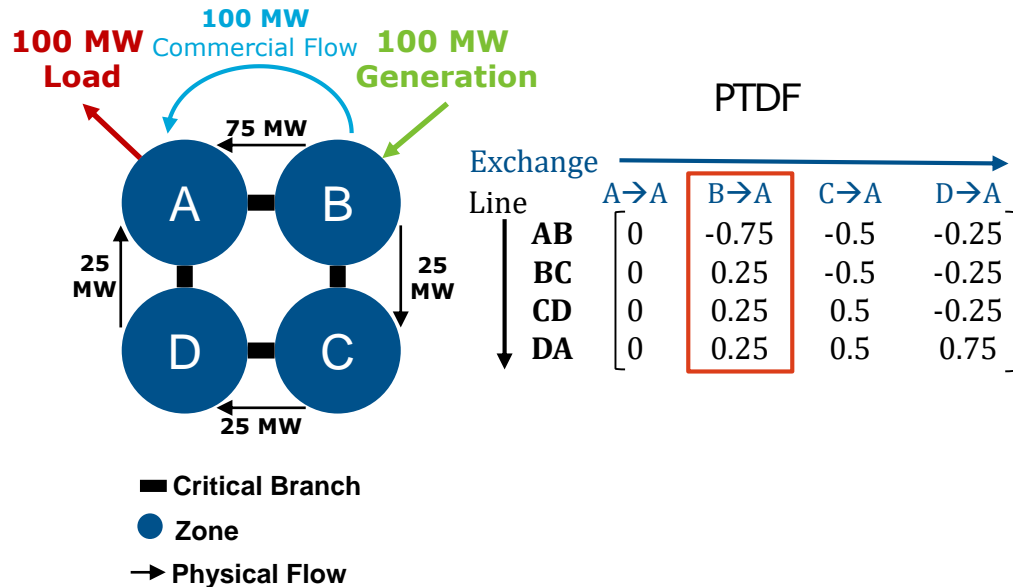 100 MW
Commercial Flow
100 MW
Load
100 MW
Generation
75 MW
A
B
25
MW
25
MW
D
C
25 MW
Critical Branch
Zone
Physical Flow
PTDF
Exchange
Line
A→A B→A C→A D→A
AB 0 -0.75 -0.5 -0.25
BC 0 0.25 -0.5 -0.25
CD 0 0.25 0.5 -0.25
DA 0 0.25 0.5 0.75